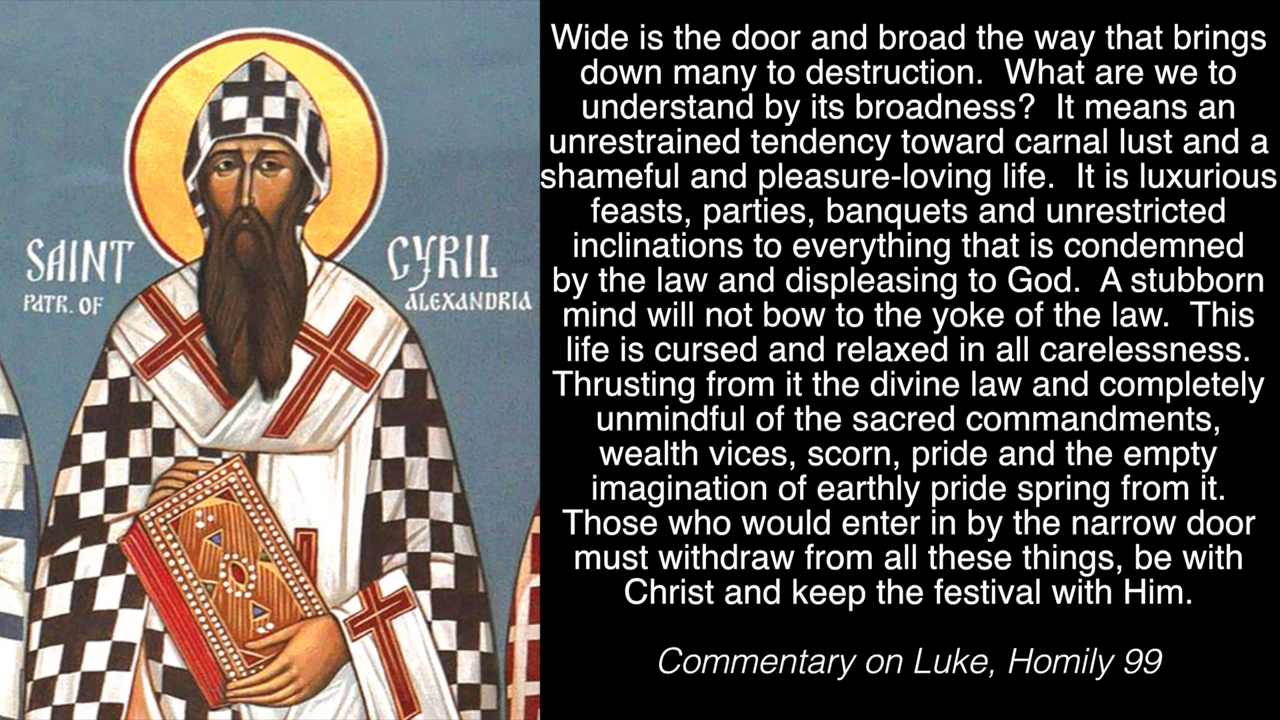 SAINT CYRIL
PATR. OF ALEXANDRIA
Wide is the door and broad the way that brings
down many to destruction.  What are we to
understand by its broadness?  It means an
unrestrained tendency toward carnal lust and a
shameful and pleasure-loving life.  It is luxurious
feasts, parties, banquets and unrestricted
inclinations to everything that is condemned
by the law and displeasing to God.  A stubborn
mind will not bow to the yoke of the law.  This
life is cursed and relaxed in all carelessness.
Thrusting from it the divine law and completely
unmindful of the sacred commandments,
wealth vices, scorn, pride and the empty
imagination of earthly pride spring from it.
Those who would enter in by the narrow door
must withdraw from all these things, be with
Christ and keep the festival with Him.
Commentary on Luke, Homily 99